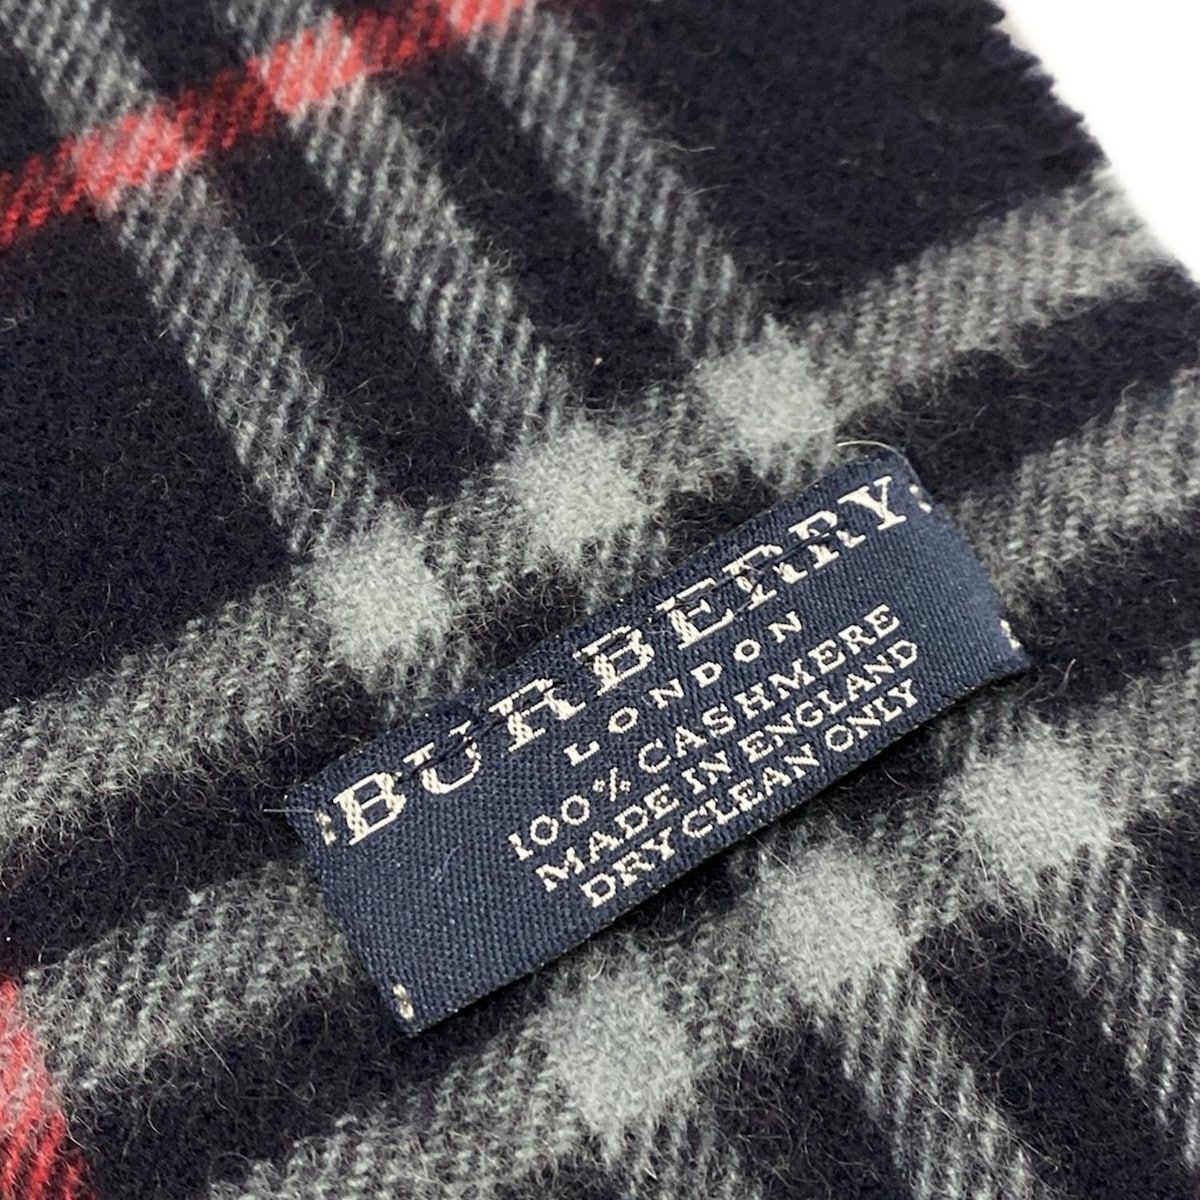 BURBERRY
LONDON
100% CASHMERE
MADE IN ENGLAND
DRY CLEAN ONLY